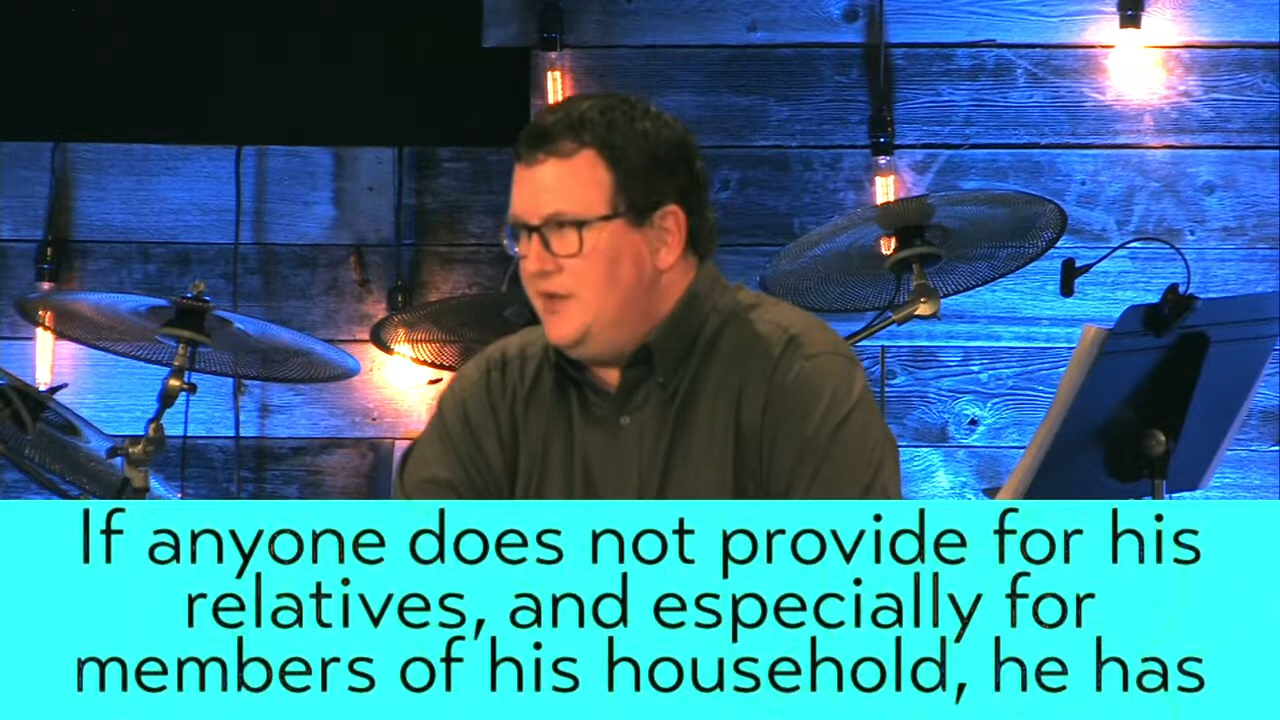 If anyone does not provide for his
relatives, and especially for
members of his household, he has